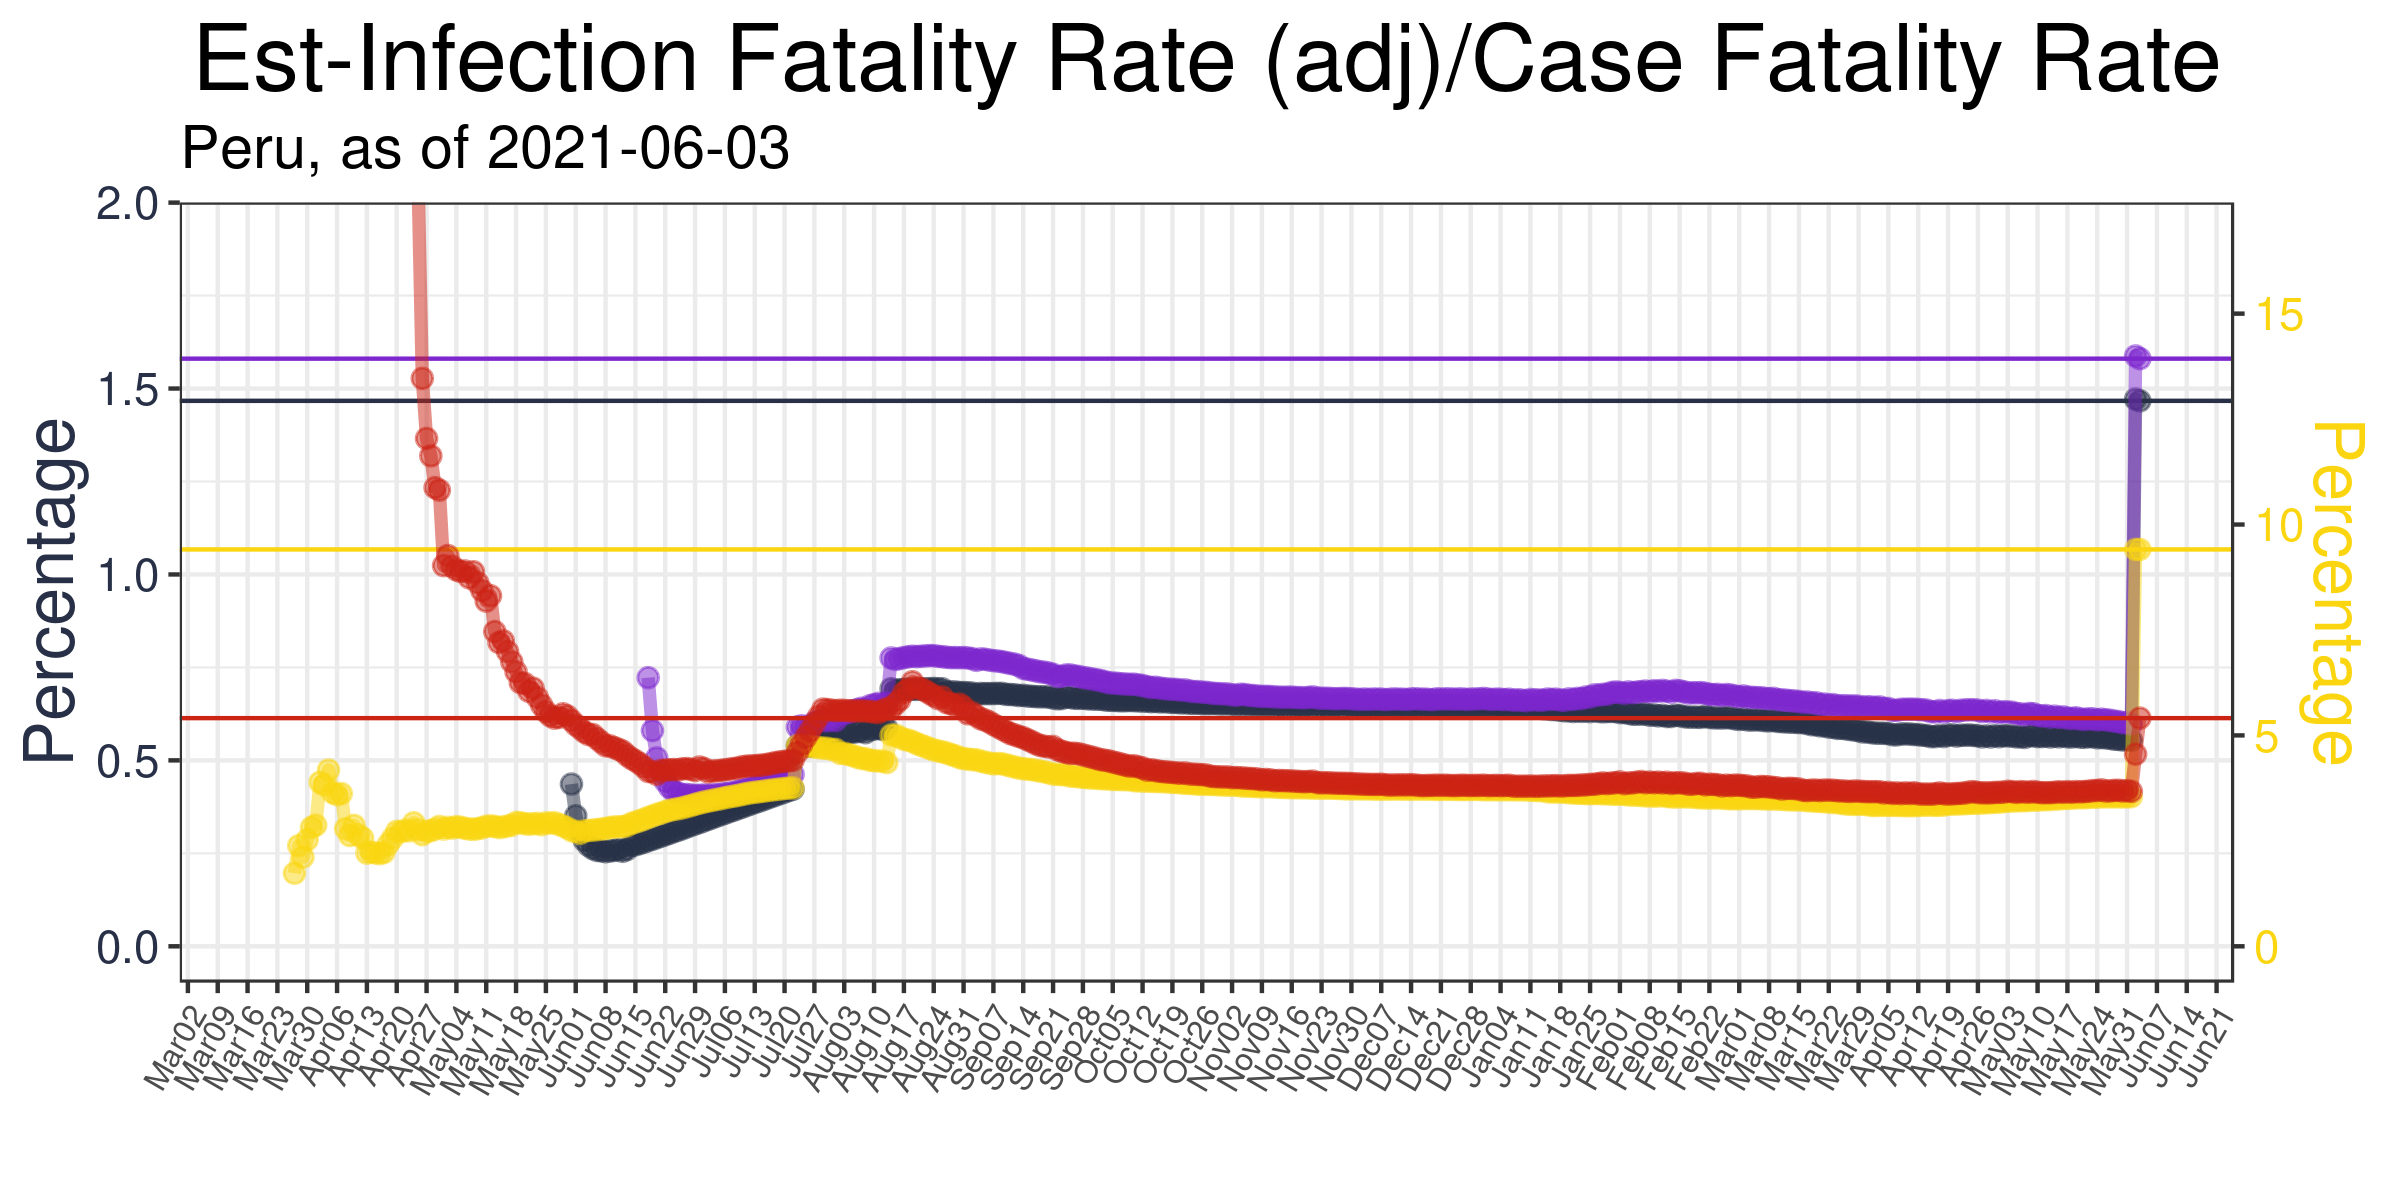 Est-Infection Fatality Rate (adj)/Case Fatality Rate
Peru, as of 2021-06-03
Percentage
2.0
1.5
1.0
0.5
0.0
15
10
5
0
Percentage
Mar02
Mar09
Mar16
Mar23
Mar30
Apr06
Apr13
Apr20
Apr27
May04
May11
May18
May25
Jun01
Jun08
Jun15
Jun22
Jun29
Jul06
Jul13
Jul20
Jul27
Aug03
Aug10
Aug17
Aug24
Aug31
Sep07
Sep14
Sep21
Sep28
Oct05
Oct12
Oct19
Oct26
Nov02
Nov09
Nov16
Nov23
Nov30
Dec07
Dec14
Dec21
Dec28
Jan04
Jan11
Jan18
Jan25
Feb01
Feb08
Feb15
Feb22
Mar01
Mar08
Mar15
Mar22
Mar29
Apr05
Apr12
Apr19
Apr26
May03
May10
May17
May24
May31
Jun07
Jun14
Jun21